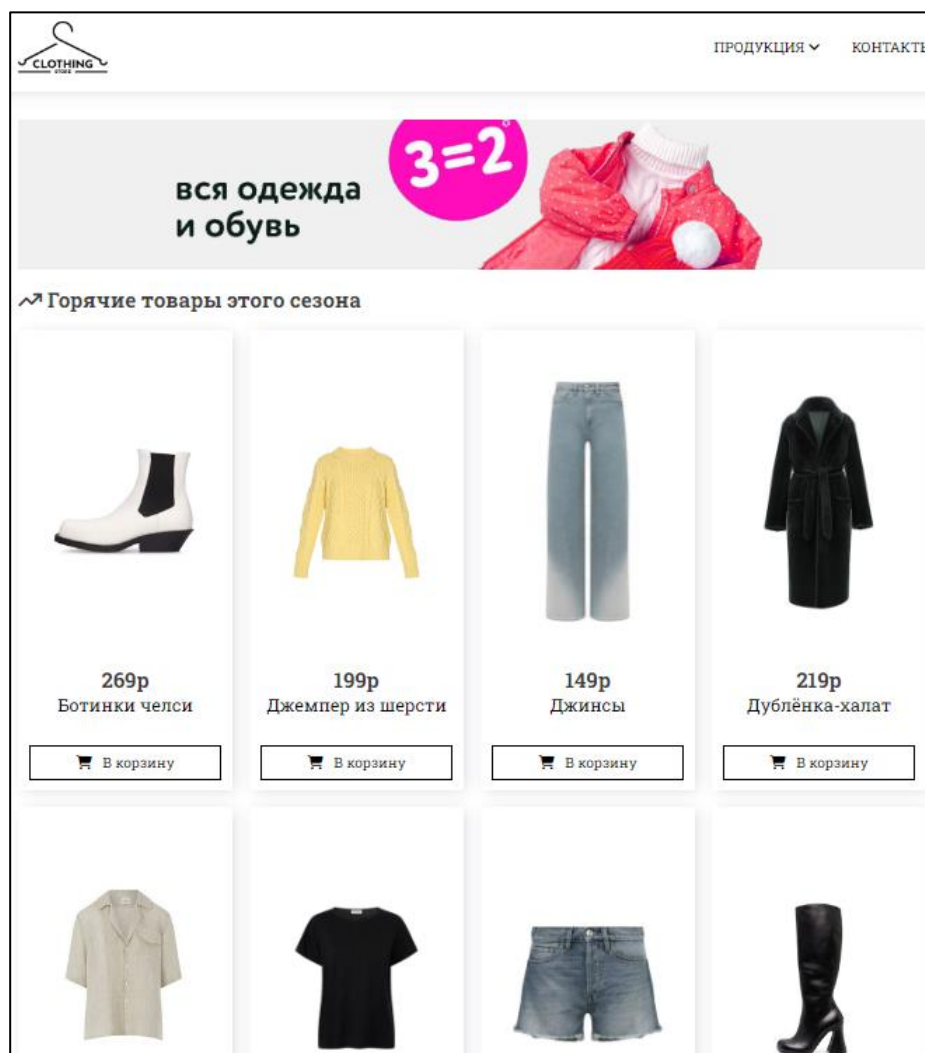 CLOTHING
STORE
ПРОДУКЦИЯ
КОНТАКТЫ
3=2
вся одежда
и обувь
Горячие товары этого сезона
269р
199р
149р
219р
Ботинки челси
Джемпер из шерсти
Джинсы
Дублёнка-халат
В корзину
В корзину
В корзину
В корзину